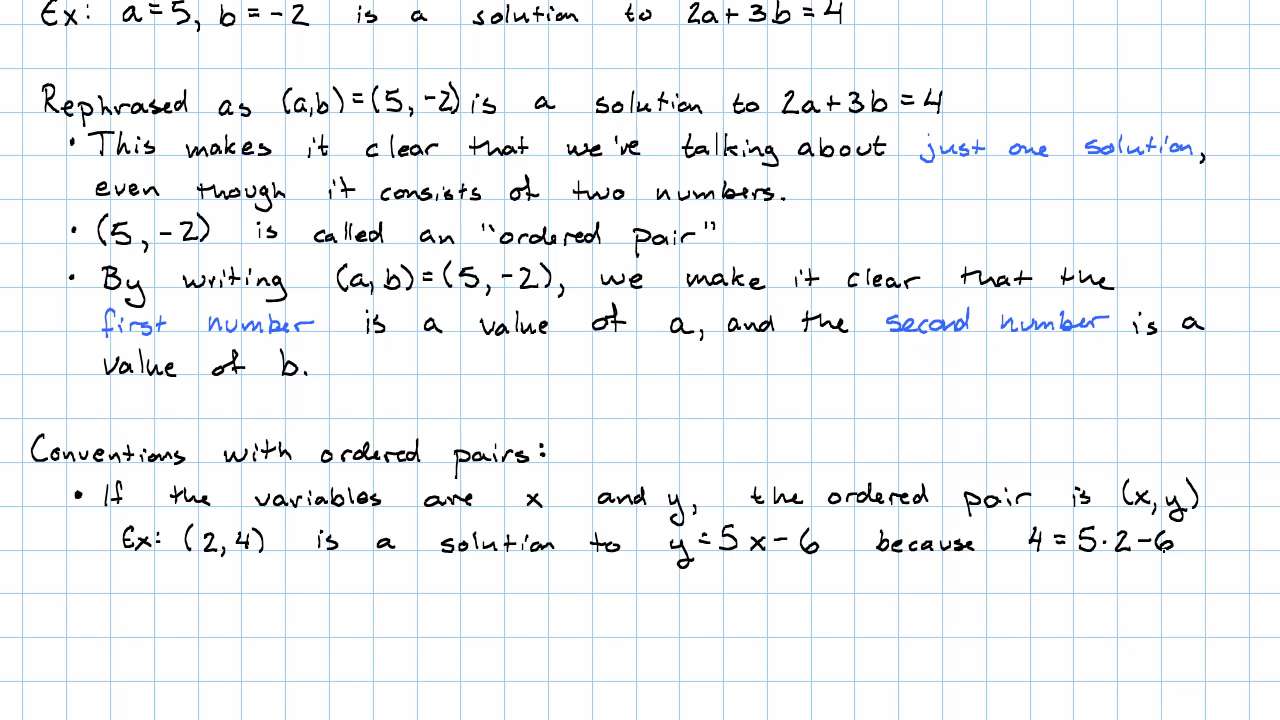 Ex: a=5, b=-2 is a solution to 2a+3b=4
Rephrased as (a,b)=(5,-2) is a solution to 2a+3b=4
• This makes it clear that we've talking about just one solution,
even though it consists of two numbers.
• (5,-2) is called an "ordered pair"
• By writing (a,b)=(5,-2), we make it clear that the
first number is a value of a, and the second number is a
value of b.
Conventions with ordered pairs:
• If the variables are x and y, the ordered pair is (x,y)
Ex: (2,4) is a solution to y=5x-6 because 4=5·2-6